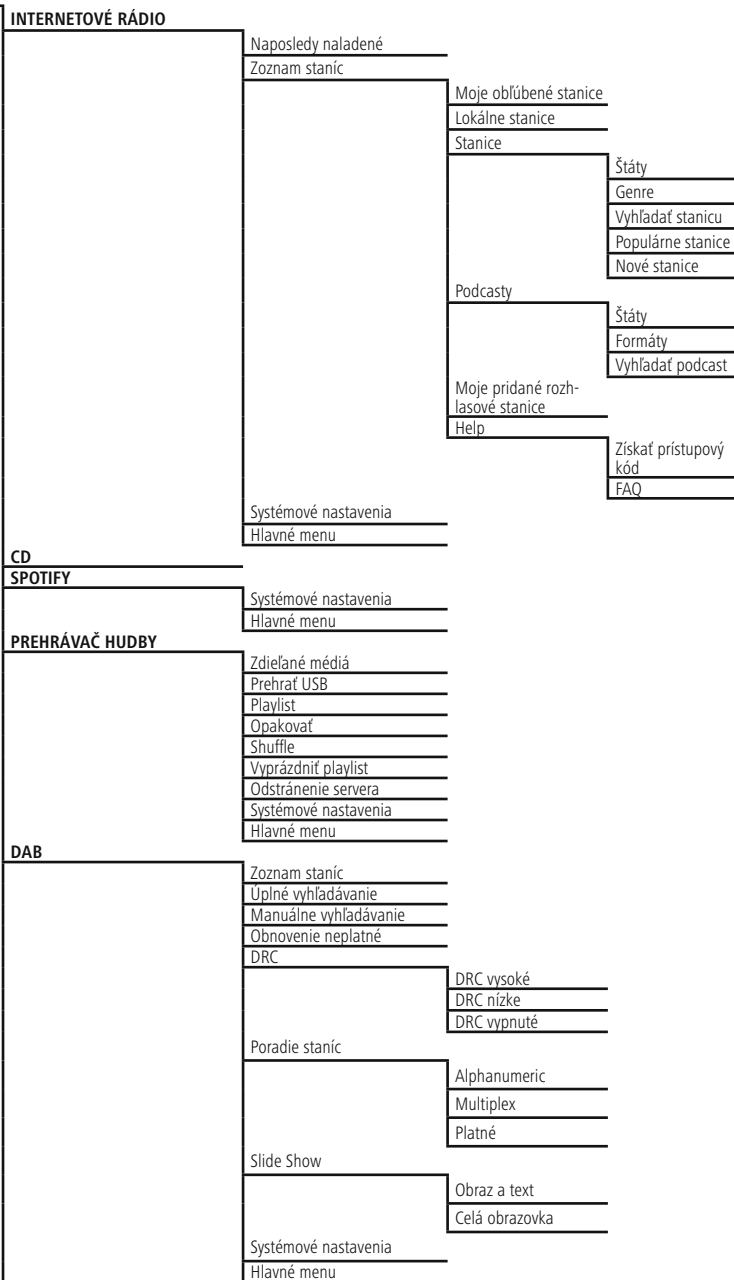 INTERNETOVÉ RÁDIO
Naposledy naladené
Zoznam staníc
Moje obľúbené stanice
Lokálne stanice
Stanice
Štáty
Genre
Vyhľadať stanicu
Populárne stanice
Nové stanice
Podcasty
Štáty
Formáty
Vyhľadať podcast
Moje pridané rozh-
lasové stanice
Help
Získať prístupový
kód
FAQ
Systémové nastavenia
Hlavné menu
CD
SPOTIFY
Systémové nastavenia
Hlavné menu
PREHRÁVAČ HUDBY
Zdieľané médiá
Prehrať USB
Playlist
Opakovať
Shuffle
Vyprázdniť playlist
Odstránenie servera
Systémové nastavenia
Hlavné menu
DAB
Zoznam staníc
Úplné vyhľadávanie
Manuálne vyhľadávanie
Obnovenie neplatné
DRC
DRC vysoké
DRC nízke
DRC vypnuté
Poradie staníc
Alphanumeric
Multiplex
Platné
Slide Show
Obraz a text
Celá obrazovka
Systémové nastavenia
Hlavné menu